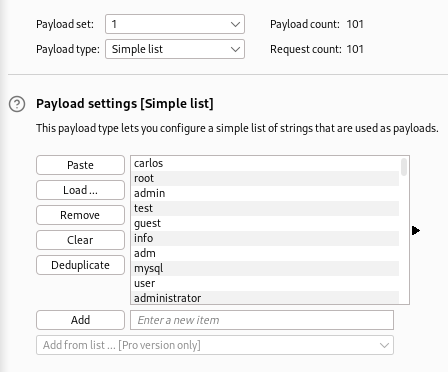 Payload set: 1 Payload count: 101
Payload type: Simple list Request count: 101
? Payload settings [Simple list]
This payload type lets you configure a simple list of strings that are used as payloads.
Paste
Load ...
Remove
Clear
Deduplicate
carlos
root
admin
test
guest
info
adm
mysql
user
administrator
Add Enter a new item
Add from list ... [Pro version only]